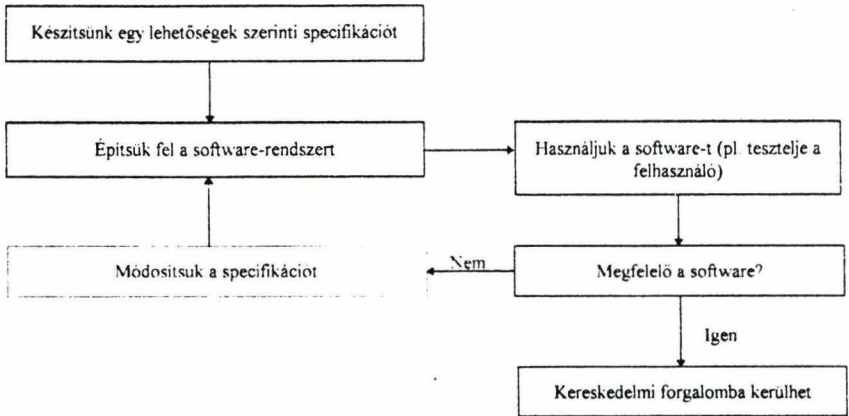 Készítsünk egy lehetőségek szerinti specifikációt
Építsük fel a software-rendszert
Használjuk a software-t (pl. tesztelje a
felhasználó)
Módosítsuk a specifikációt
Nem
Megfelelő a software?
Igen
Kereskedelmi forgalomba kerülhet